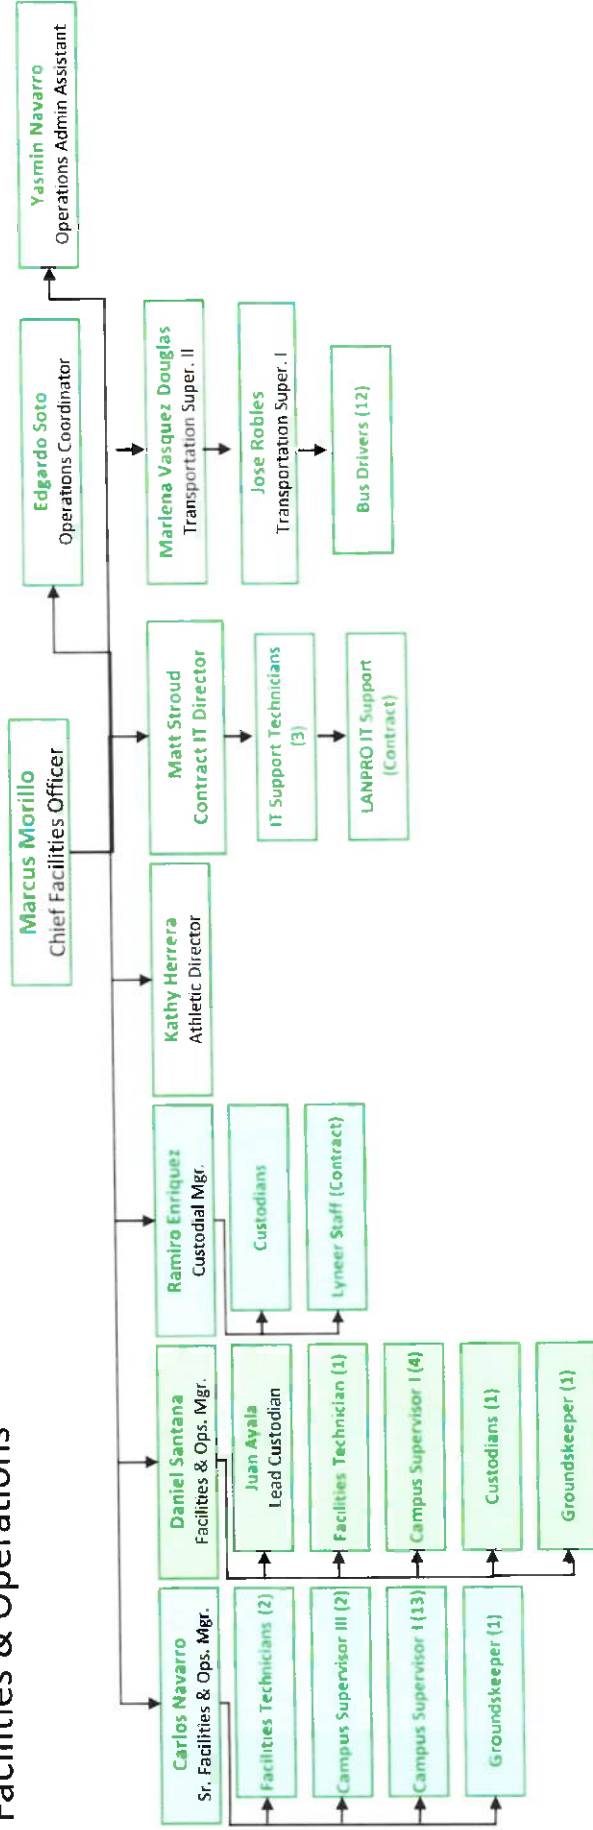 Facilities & Operations
Marcus Morillo
Chief Facilities Officer
Edgardo Soto
Operations Coordinator
Yasmin Navarro
Operations Admin Assistant
Carlos Navarro
Sr. Facilities & Ops. Mgr.
Facilities Technicians (2)
Campus Supervisor III (2)
Campus Supervisor I (13)
Groundskeeper (1)
Daniel Santana
Facilities & Ops. Mgr.
Juan Ayala
Lead Custodian
Facilities Technician (1)
Campus Supervisor I (4)
Custodians (1)
Groundskeeper (1)
Ramiro Enriquez
Custodial Mgr.
Custodians
Lyneer Staff (Contract)
Kathy Herrera
Athletic Director
Matt Stroud
Contract IT Director
IT Support Technicians
(3)
LANPRO IT Support
(Contract)
Marlena Vasquez Douglas
Transportation Super. II
Jose Robles
Transportation Super. I
Bus Drivers (12)